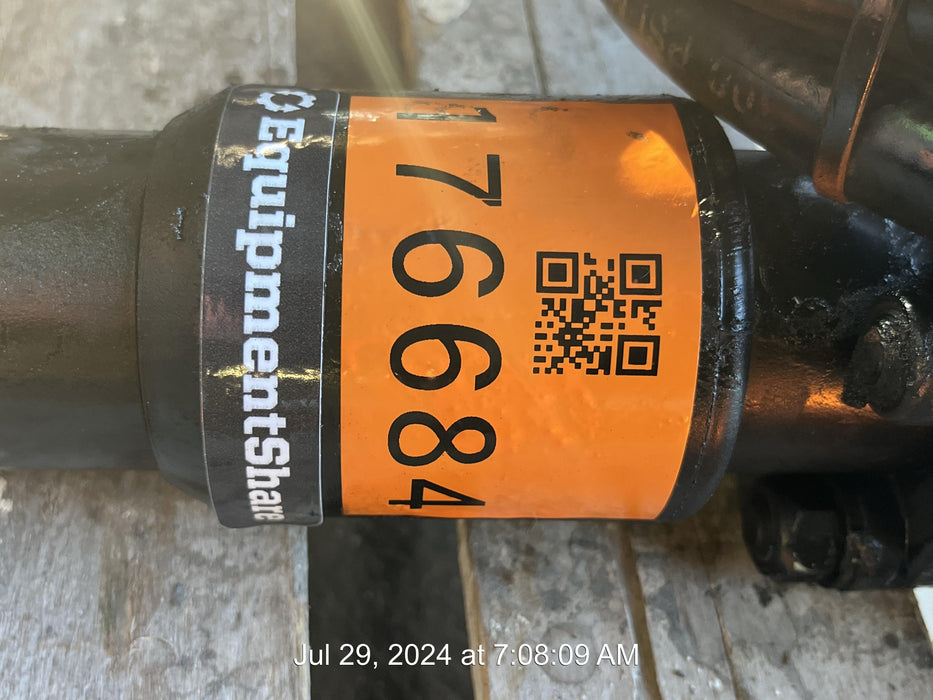 EquipmentShare
176684
Jul 29, 2024 at 7:08:09 AM